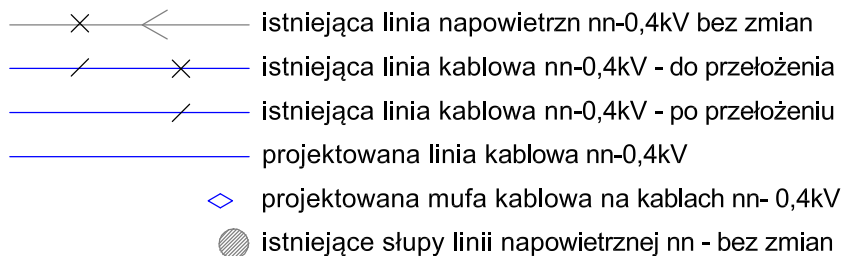 istniejąca linia napowietrzn nn-0,4kV bez zmian
istniejąca linia kablowa nn-0,4kV - do przełożenia
istniejąca linia kablowa nn-0,4kV - po przełożeniu
projektowana linia kablowa nn-0,4kV
projektowana mufa kablowa na kablach nn- 0,4kV
istniejące słupy linii napowietrznej nn - bez zmian